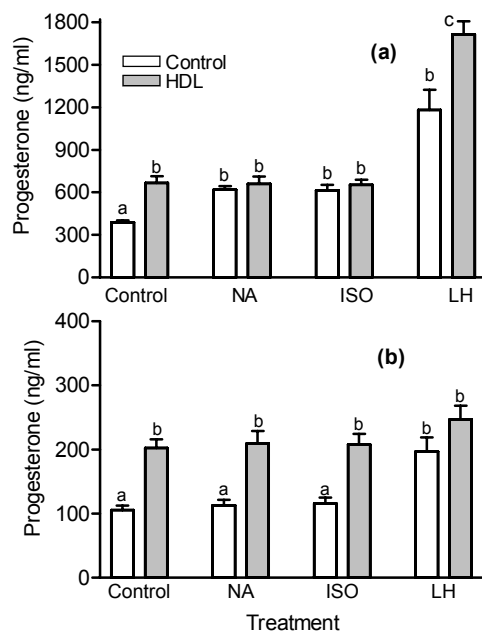 1800
1500
1200
900
600
300
0
Progesterone (ng/ml)
(a)
Control
HDL
a
b
b
b
b
b
b
c
Control NA ISO LH
400
300
200
100
0
Progesterone (ng/ml)
(b)
a
b
a
b
a
b
b
b
Control NA ISO LH
Treatment